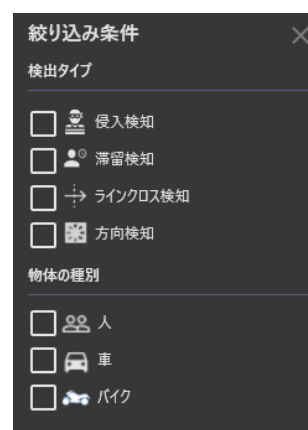 絞り込み条件
検出タイプ
侵入検知
滞留検知
ラインクロス検知
方向検知
物体の種別
人
車
バイク